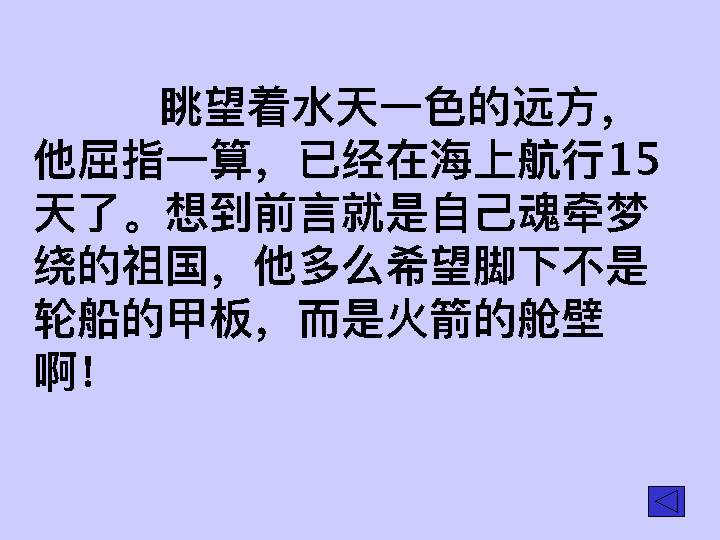 眺望着水天一色的远方，
他屈指一算，已经在海上航行15
天了。想到前言就是自己魂牵梦
绕的祖国，他多么希望脚下不是
轮船的甲板，而是火箭的舱壁
啊！